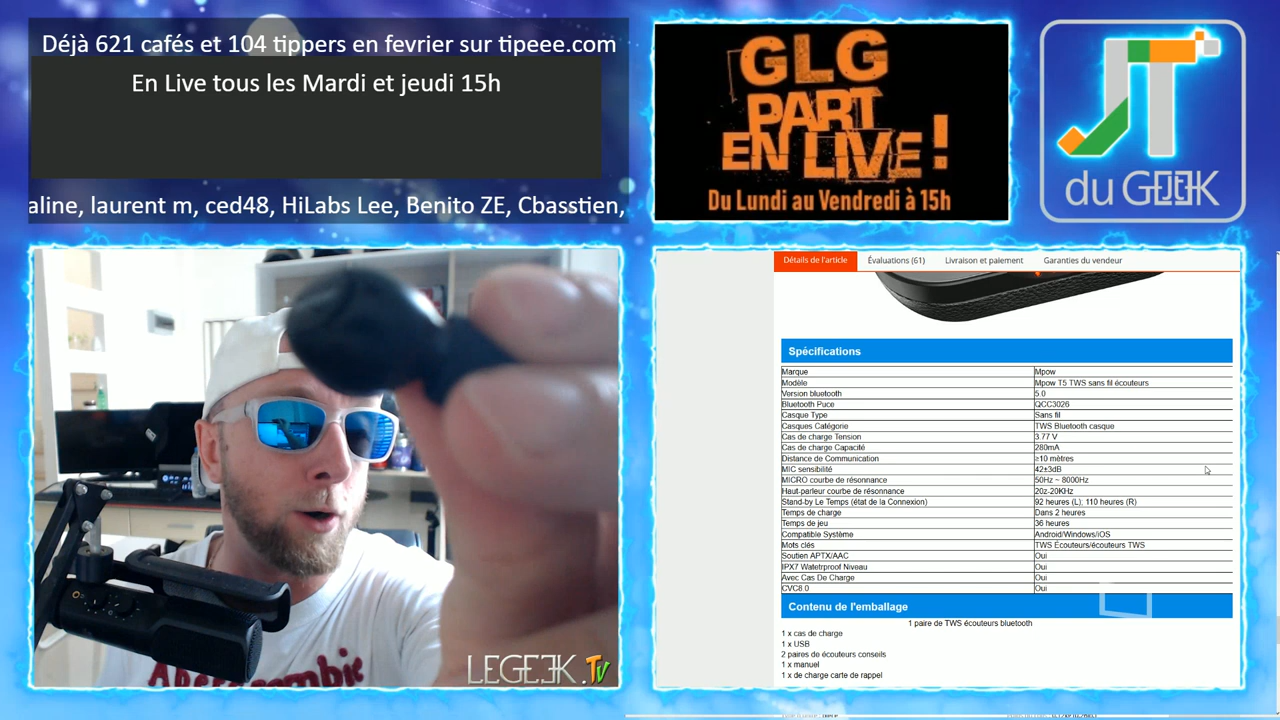 Déjà 621 cafés et 104 tippers en fevrier sur tipeee.com
En Live tous les Mardi et jeudi 15h
aline, laurent m, ced48, HiLabs Lee, Benito ZE, Cbasstien,
GLG
PART
EN LIVE !
Du Lundi au Vendredi à 15h
JT
du GEEK
LEGEEK.TV
Détails de l'article
Évaluations (61)
Livraison et paiement
Garanties du vendeur
Spécifications
Marque Mpow
Modèle Mpow T5 TWS sans fil écouteurs
Version bluetooth 5.0
Bluetooth Puce QCC3026
Casque Type Sans fil
Casques Catégorie TWS Bluetooth casque
Cas de charge Tension 3.77 V
Cas de charge Capacité 280mA
Distance de Communication ≥10 mètres
MIC sensibilité 42±3dB
MICRO courbe de résonnance 50Hz ~ 8000Hz
Haut-parleur courbe de résonnance 20z-20KHz
Stand-by Le Temps (état de la Connexion) 92 heures (L); 110 heures (R)
Temps de charge Dans 2 heures
Temps de jeu 36 heures
Compatible Système Android/Windows/iOS
Mots clés TWS Écouteurs/écouteurs TWS
Soutien APTX/AAC Oui
IPX7 Watetrproof Niveau Oui
Avec Cas De Charge Oui
CVC8.0 Oui
Contenu de l'emballage
1 paire de TWS écouteurs bluetooth
1 x cas de charge
1 x USB
2 paires de écouteurs conseils
1 x manuel
1 x de charge carte de rappel